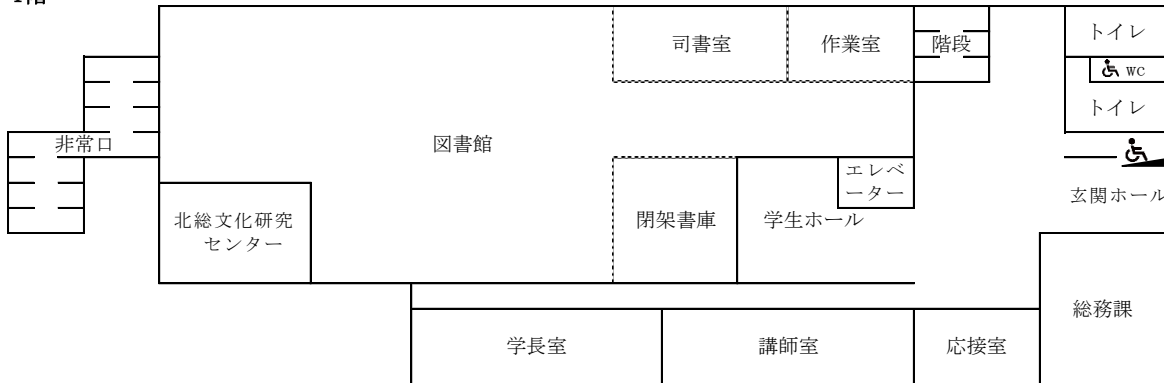 1階
司書室
作業室
階段
トイレ
WC
トイレ
非常口
図書館
エレベ
ーター
玄関ホール
北総文化研究
センター
閉架書庫
学生ホール
総務課
学長室
講師室
応接室